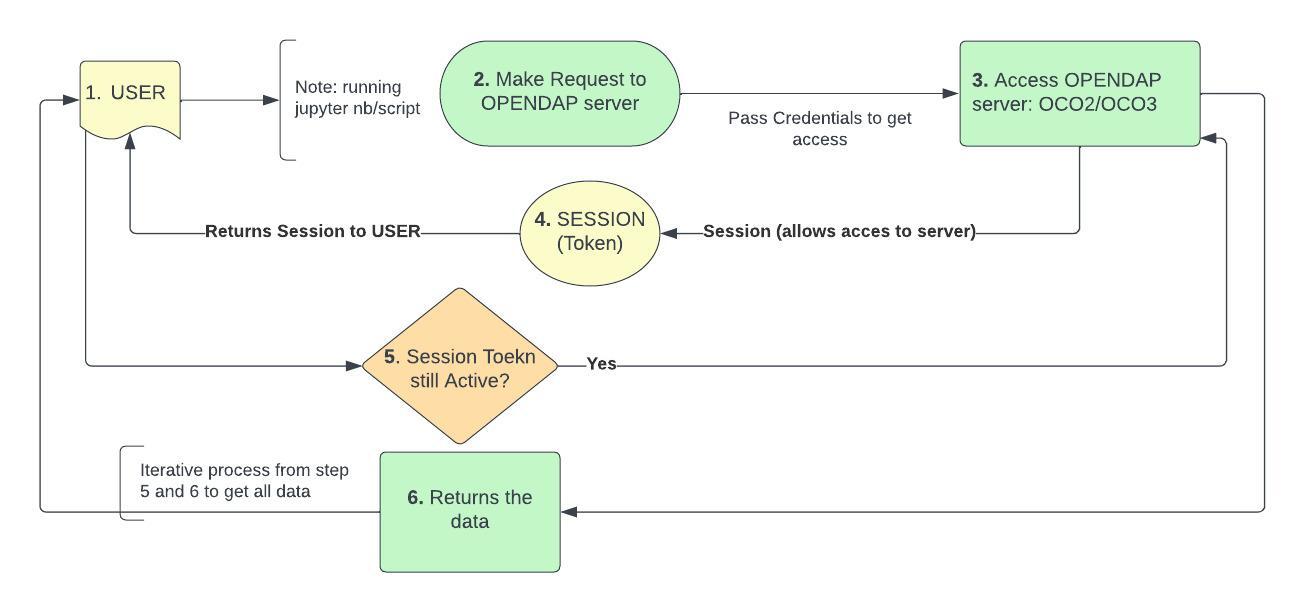 1. USER
Note: running
jupyter nb/script
2. Make Request to
OPENDAP server
Pass Credentials to get
access
3. Access OPENDAP
server: OCO2/OCO3
Returns Session to USER
4. SESSION
(Token)
Session (allows acces to server)
5. Session Toekn
still Active?
Yes
Iterative process from step
5 and 6 to get all data
6. Returns the
data